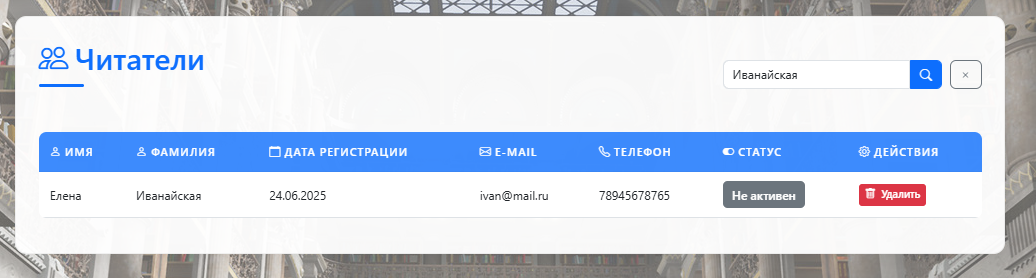 Читатели
Иванайская ×
ИМЯ ФАМИЛИЯ ДАТА РЕГИСТРАЦИИ E-MAIL ТЕЛЕФОН СТАТУС ДЕЙСТВИЯ
Елена Иванайская 24.06.2025 ivan@mail.ru 78945678765 Не активен Удалить